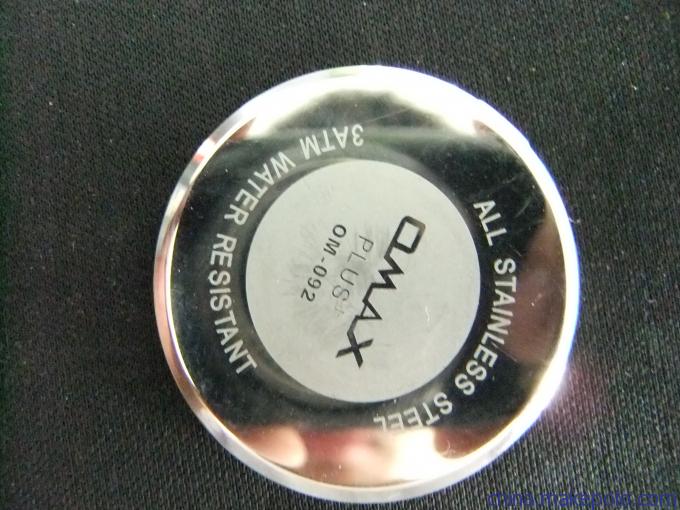 ALL STAINLESS STEEL
OMAX
PLUS+
OM-092
3ATM WATER RESISTANT
china.makepolo.com